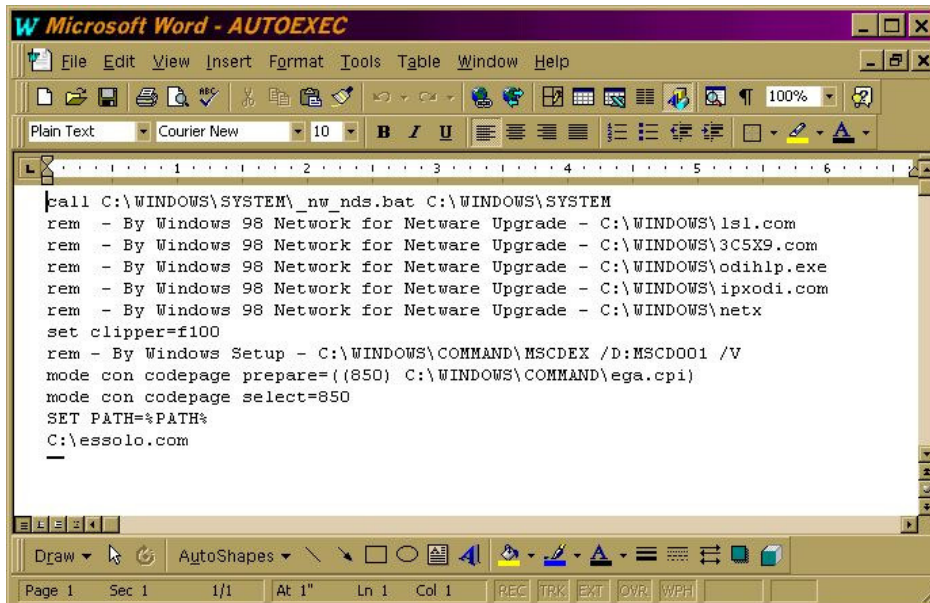 Microsoft Word - AUTOEXEC
File Edit View Insert Format Tools Table Window Help
100%
Plain Text Courier New 10 B I U A
1 2 3 4 5 6
call C:\WINDOWS\SYSTEM\_nw_nds.bat C:\WINDOWS\SYSTEM
rem  - By Windows 98 Network for Netware Upgrade - C:\WINDOWS\lsl.com
rem  - By Windows 98 Network for Netware Upgrade - C:\WINDOWS\3C5X9.com
rem  - By Windows 98 Network for Netware Upgrade - C:\WINDOWS\odihlp.exe
rem  - By Windows 98 Network for Netware Upgrade - C:\WINDOWS\ipxodi.com
rem  - By Windows 98 Network for Netware Upgrade - C:\WINDOWS\netx
set clipper=f100
rem - By Windows Setup - C:\WINDOWS\COMMAND\MSCDEX /D:MSCD001 /V
mode con codepage prepare=((850) C:\WINDOWS\COMMAND\ega.cpi)
mode con codepage select=850
SET PATH=%PATH%
C:\essolo.com
Draw AutoShapes A
Page 1 Sec 1 1/1 At 1" Ln 1 Col 1 REC TRK EXT OVR WPH